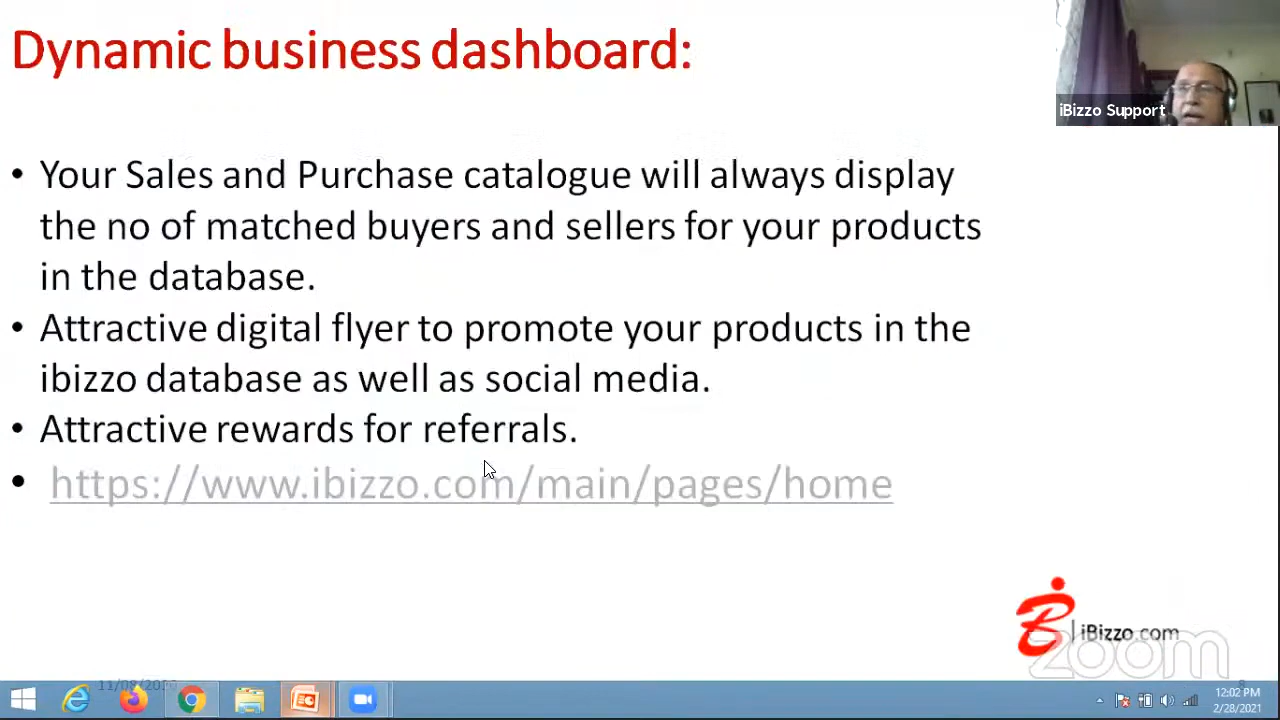 Dynamic business dashboard:
iBizzo Support
• Your Sales and Purchase catalogue will always display
the no of matched buyers and sellers for your products
in the database.
• Attractive digital flyer to promote your products in the
ibizzo database as well as social media.
• Attractive rewards for referrals.
• https://www.ibizzo.com/main/pages/home
iBizzo.com
zoom
12:02 PM
2/28/2021